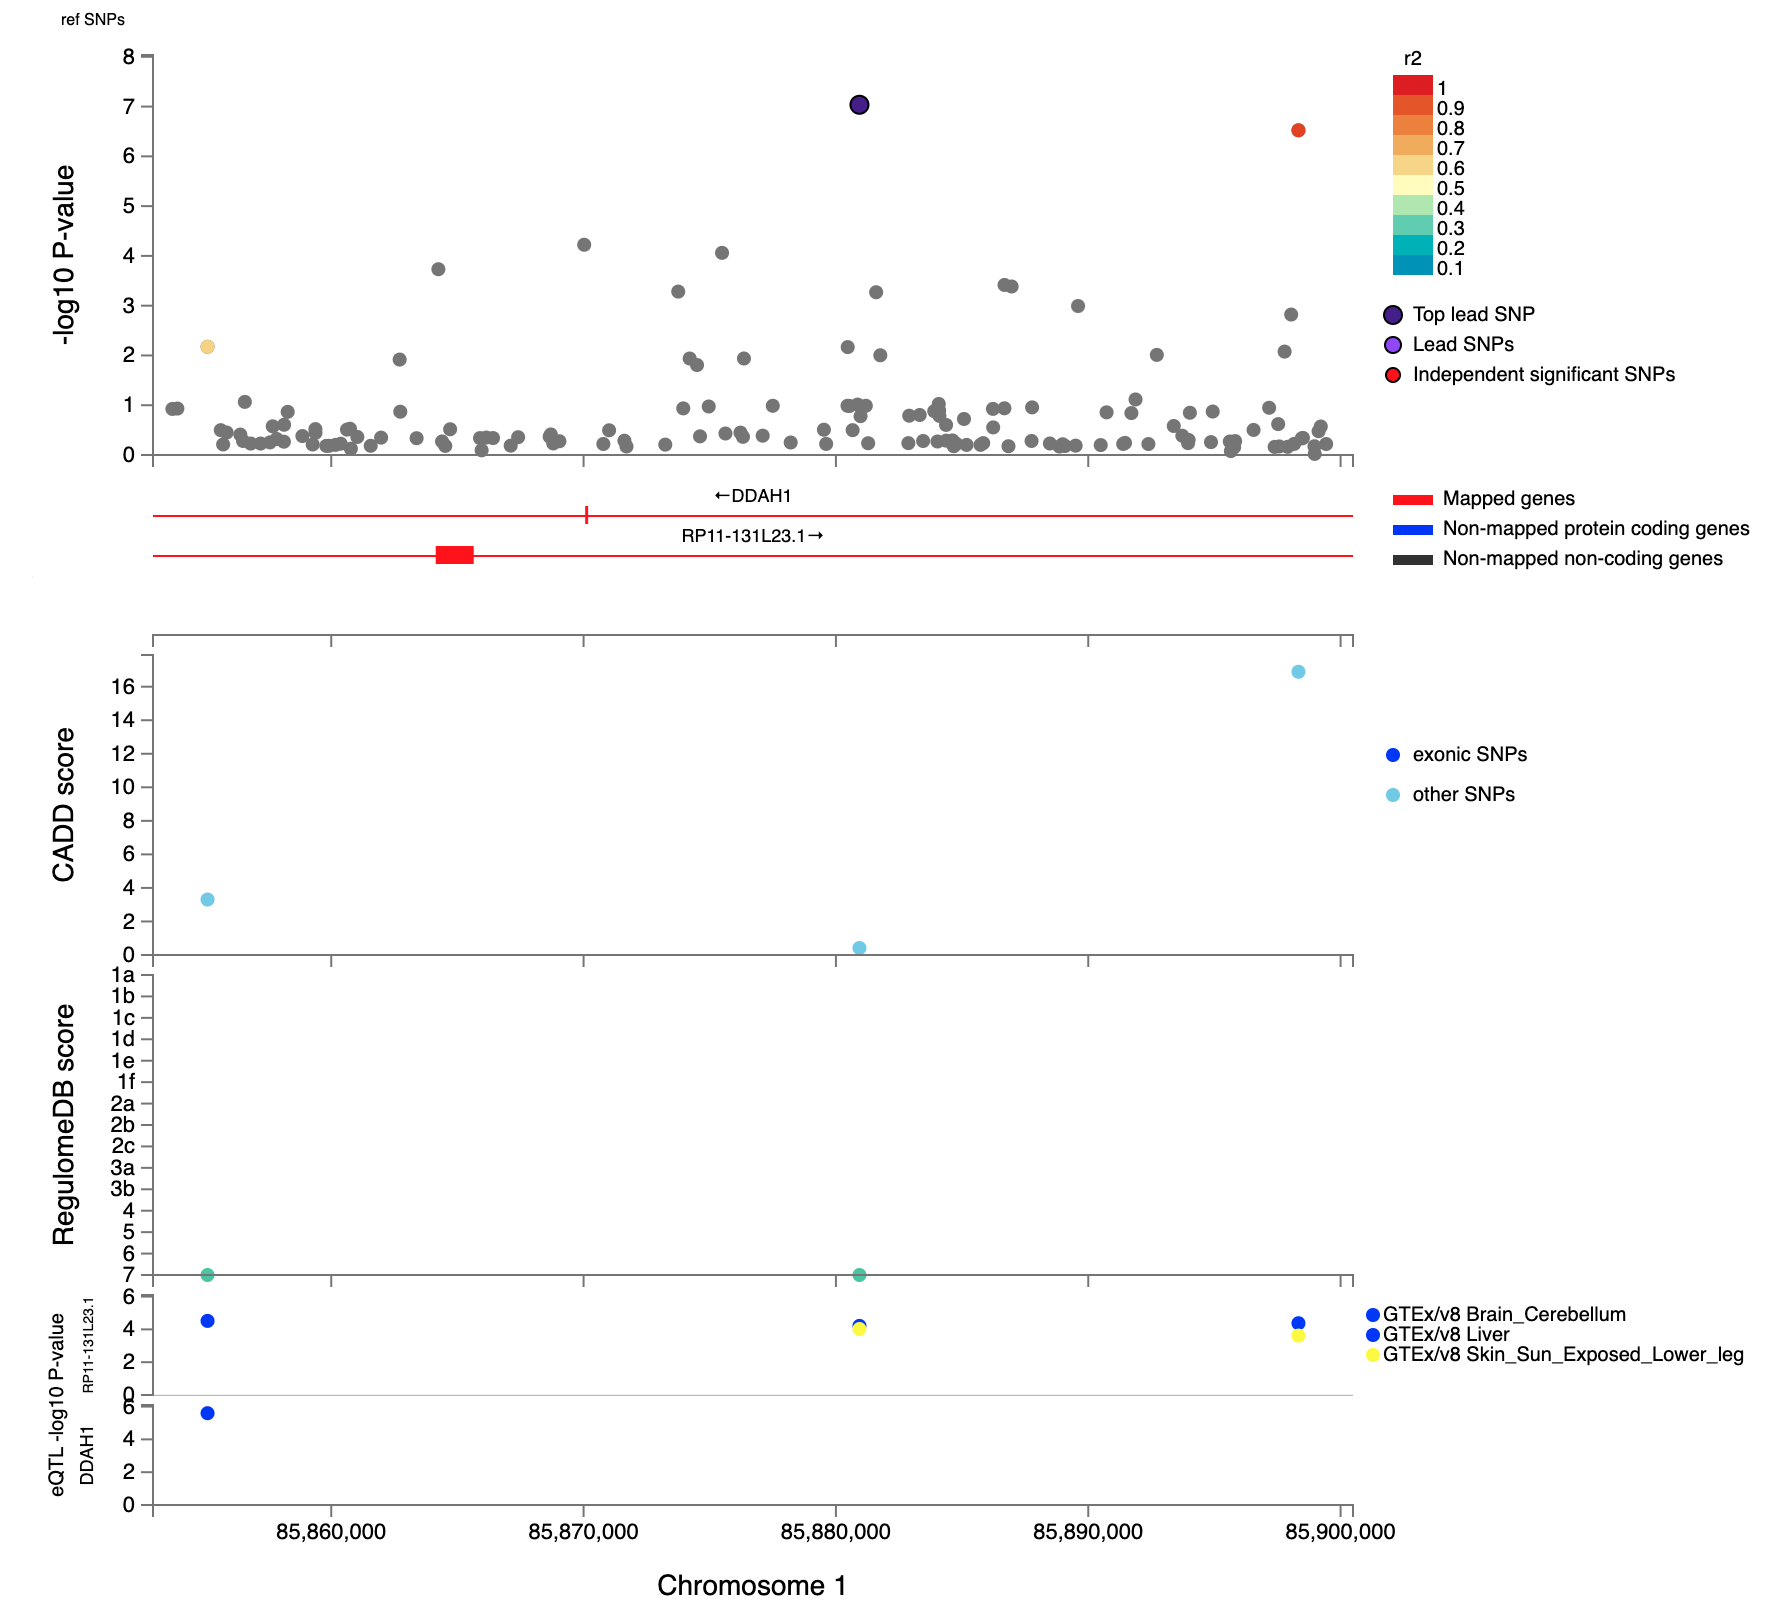 ref SNPs
8
7
6
5
4
3
2
1
0
-log10 P-value
r2
1
0.9
0.8
0.7
0.6
0.5
0.4
0.3
0.2
0.1
Top lead SNP
Lead SNPs
Independent significant SNPs
←DDAH1
RP11-131L23.1→
Mapped genes
Non-mapped protein coding genes
Non-mapped non-coding genes
16
14
12
10
8
6
4
2
0
CADD score
exonic SNPs
other SNPs
1a
1b
1c
1d
1e
1f
2a
2b
2c
3a
3b
4
5
6
7
RegulomeDB score
6
4
2
0
RP11-131L23.1
eQTL -log10 P-value
GTEx/v8 Brain_Cerebellum
GTEx/v8 Liver
GTEx/v8 Skin_Sun_Exposed_Lower_leg
6
4
2
0
DDAH1
85,860,000
85,870,000
85,880,000
85,890,000
85,900,000
Chromosome 1